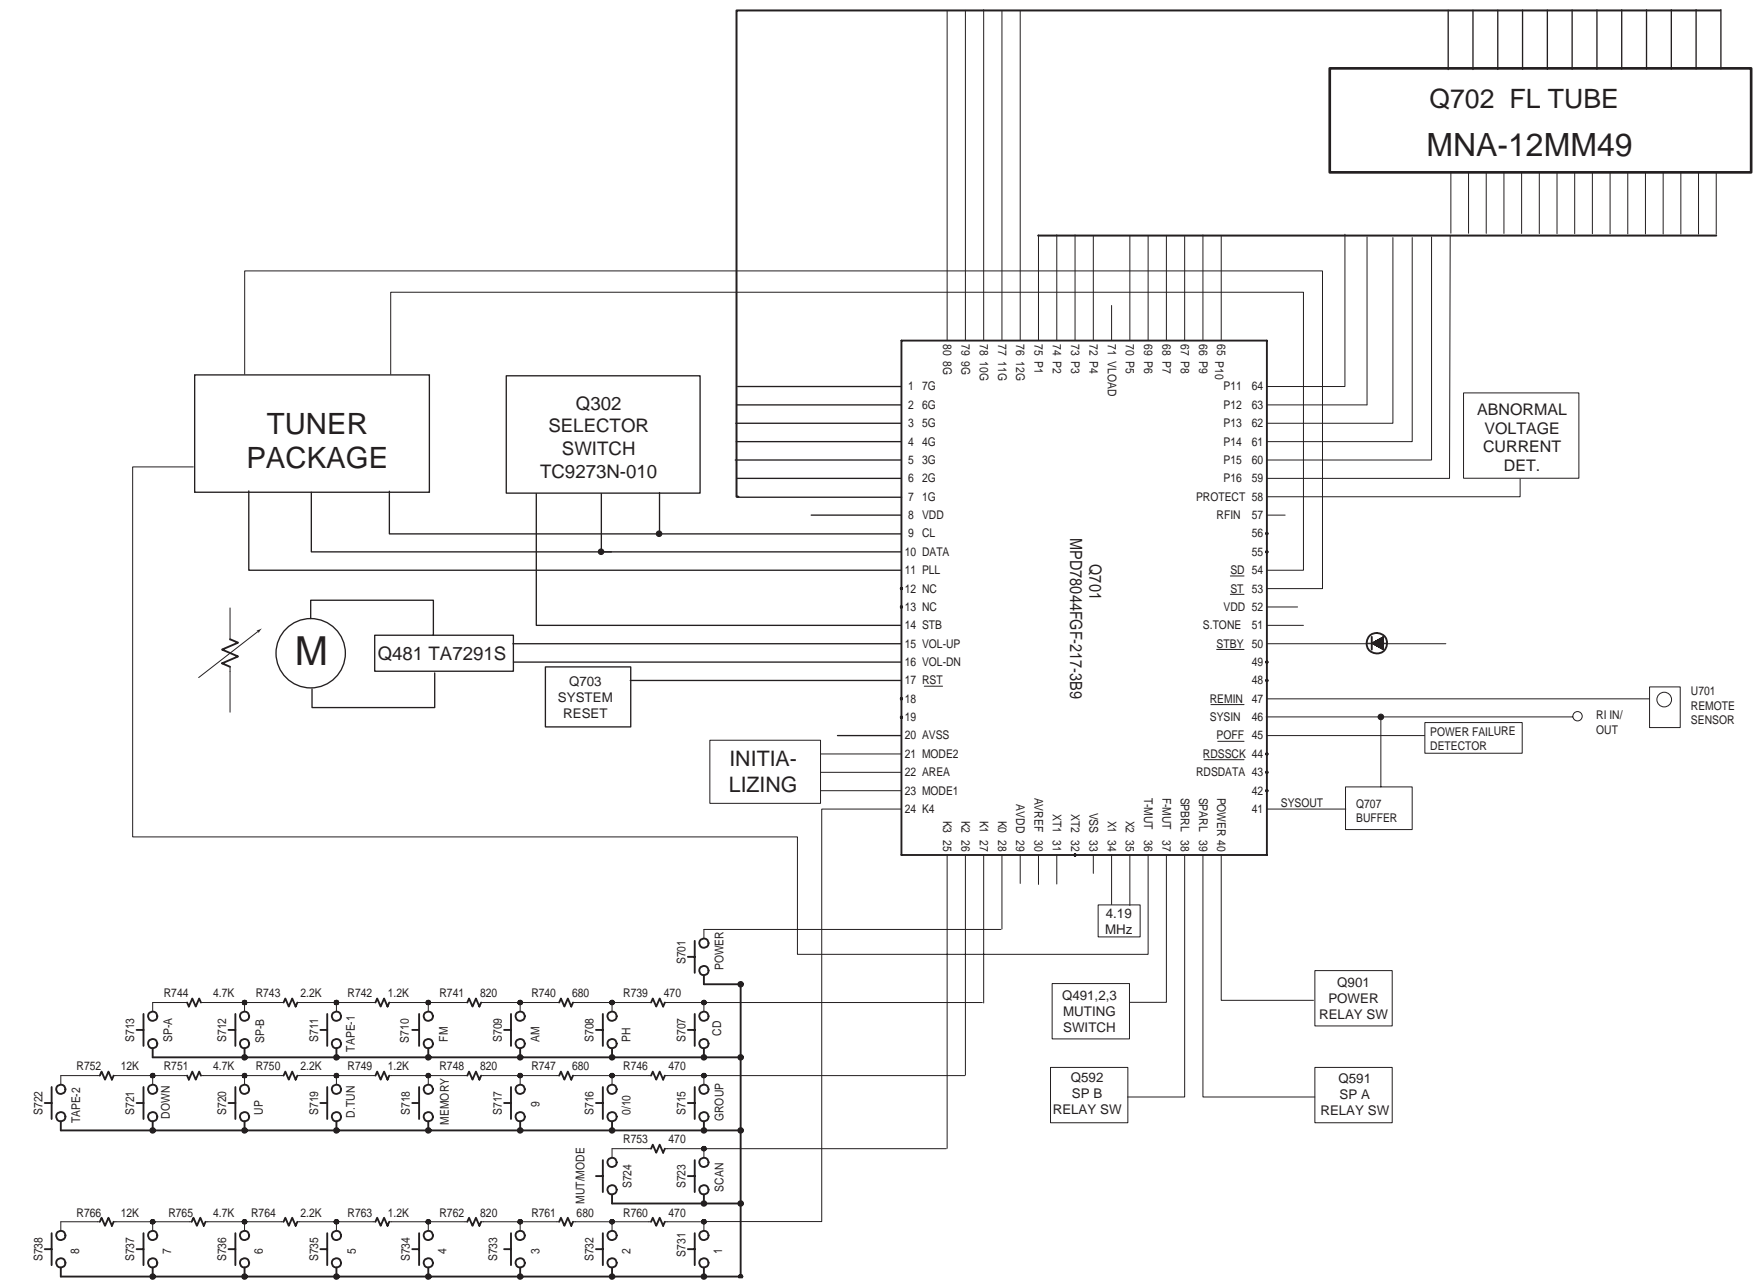 Q702 FL TUBE
MNA-12MM49
TUNER
PACKAGE
Q302
SELECTOR
SWITCH
TC9273N-010
80 8G
79 9G
78 10G
77 11G
76 12G
75 P1
74 P2
73 P3
72 P4
71 VLOAD
70 P5
69 P6
68 P7
67 P8
66 P9
65 P10
1 7G
2 6G
3 5G
4 4G
5 3G
6 2G
7 1G
8 VDD
9 CL
10 DATA
11 PLL
12 NC
13 NC
14 STB
15 VOL-UP
16 VOL-DN
17 RST
18
19
20 AVSS
21 MODE2
22 AREA
23 MODE1
24 K4
Q701
MPD78044FGF-217-3B9
P11 64
P12 63
P13 62
P14 61
P15 60
P16 59
PROTECT 58
RFIN 57
56
55
SD 54
ST 53
VDD 52
S.TONE 51
STBY 50
49
48
REMIN 47
SYSIN 46
POFF 45
RDSSCK 44
RDSDATA 43
42
41 SYSOUT
K3 25
K2 26
K1 27
K0 28
AVDD 29
AVREF 30
XT1 31
XT2 32
VSS 33
X1 34
X2 35
T-MUT 36
F-MUT 37
SPBRL 38
SPARL 39
POWER 40
ABNORMAL
VOLTAGE
CURRENT
DET.
M
Q481 TA7291S
Q703
SYSTEM
RESET
INITIA-
LIZING
U701
REMOTE
SENSOR
RI IN/
OUT
POWER FAILURE
DETECTOR
Q707
BUFFER
4.19
MHz
Q491,2,3
MUTING
SWITCH
Q901
POWER
RELAY SW
Q592
SP B
RELAY SW
Q591
SP A
RELAY SW
S701 POWER
R744 4.7K R743 2.2K R742 1.2K R741 820 R740 680 R739 470
S713 SP-A S712 SP-B S711 TAPE-1 S710 FM S709 AM S708 PH S707 CD
R752 12K R751 4.7K R750 2.2K R749 1.2K R748 820 R747 680 R746 470
S722 TAPE-2 S721 DOWN S720 UP S719 D.TUN S718 MEMORY S717 9 S716 0/10 S715 GROUP
R753 470
MUT/MODE S724 S723 SCAN
R766 12K R765 4.7K R764 2.2K R763 1.2K R762 820 R761 680 R760 470
S738 8 S737 7 S736 6 S735 5 S734 4 S733 3 S732 2 S731 1